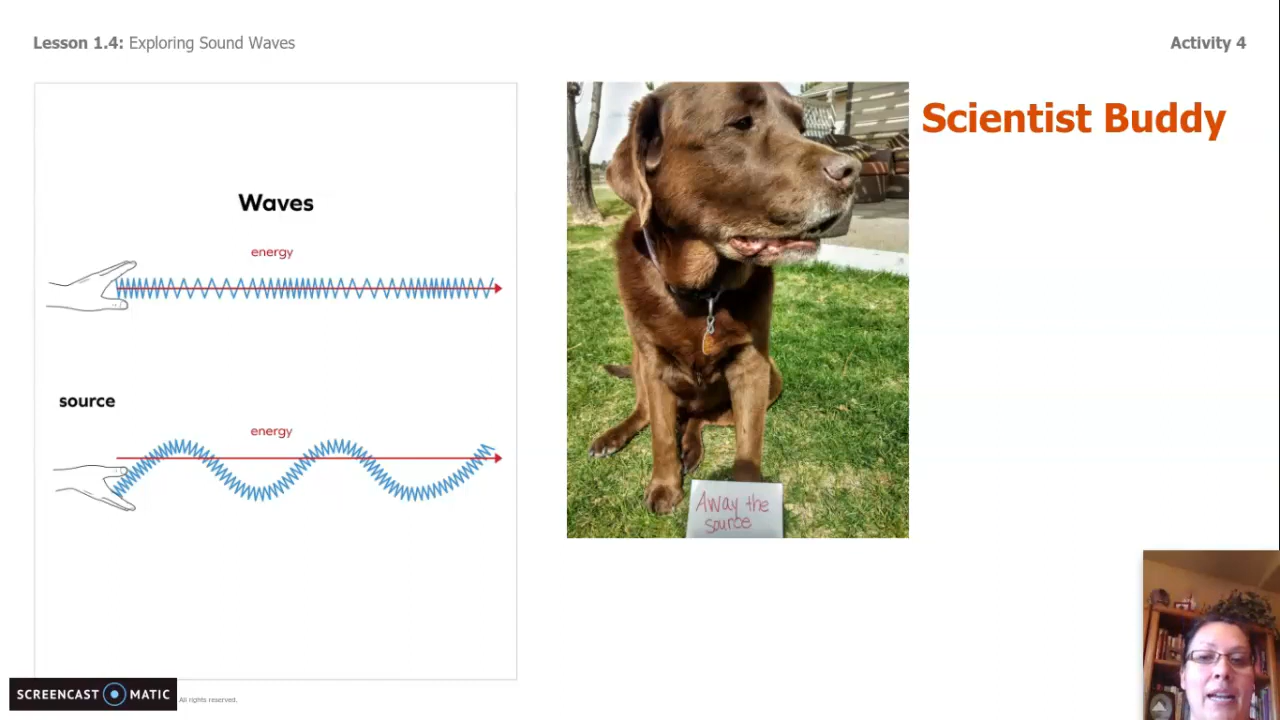 Lesson 1.4: Exploring Sound Waves
Activity 4
Waves
energy
source
energy
Scientist Buddy
Away the
source
SCREENCAST MATIC
All rights reserved.